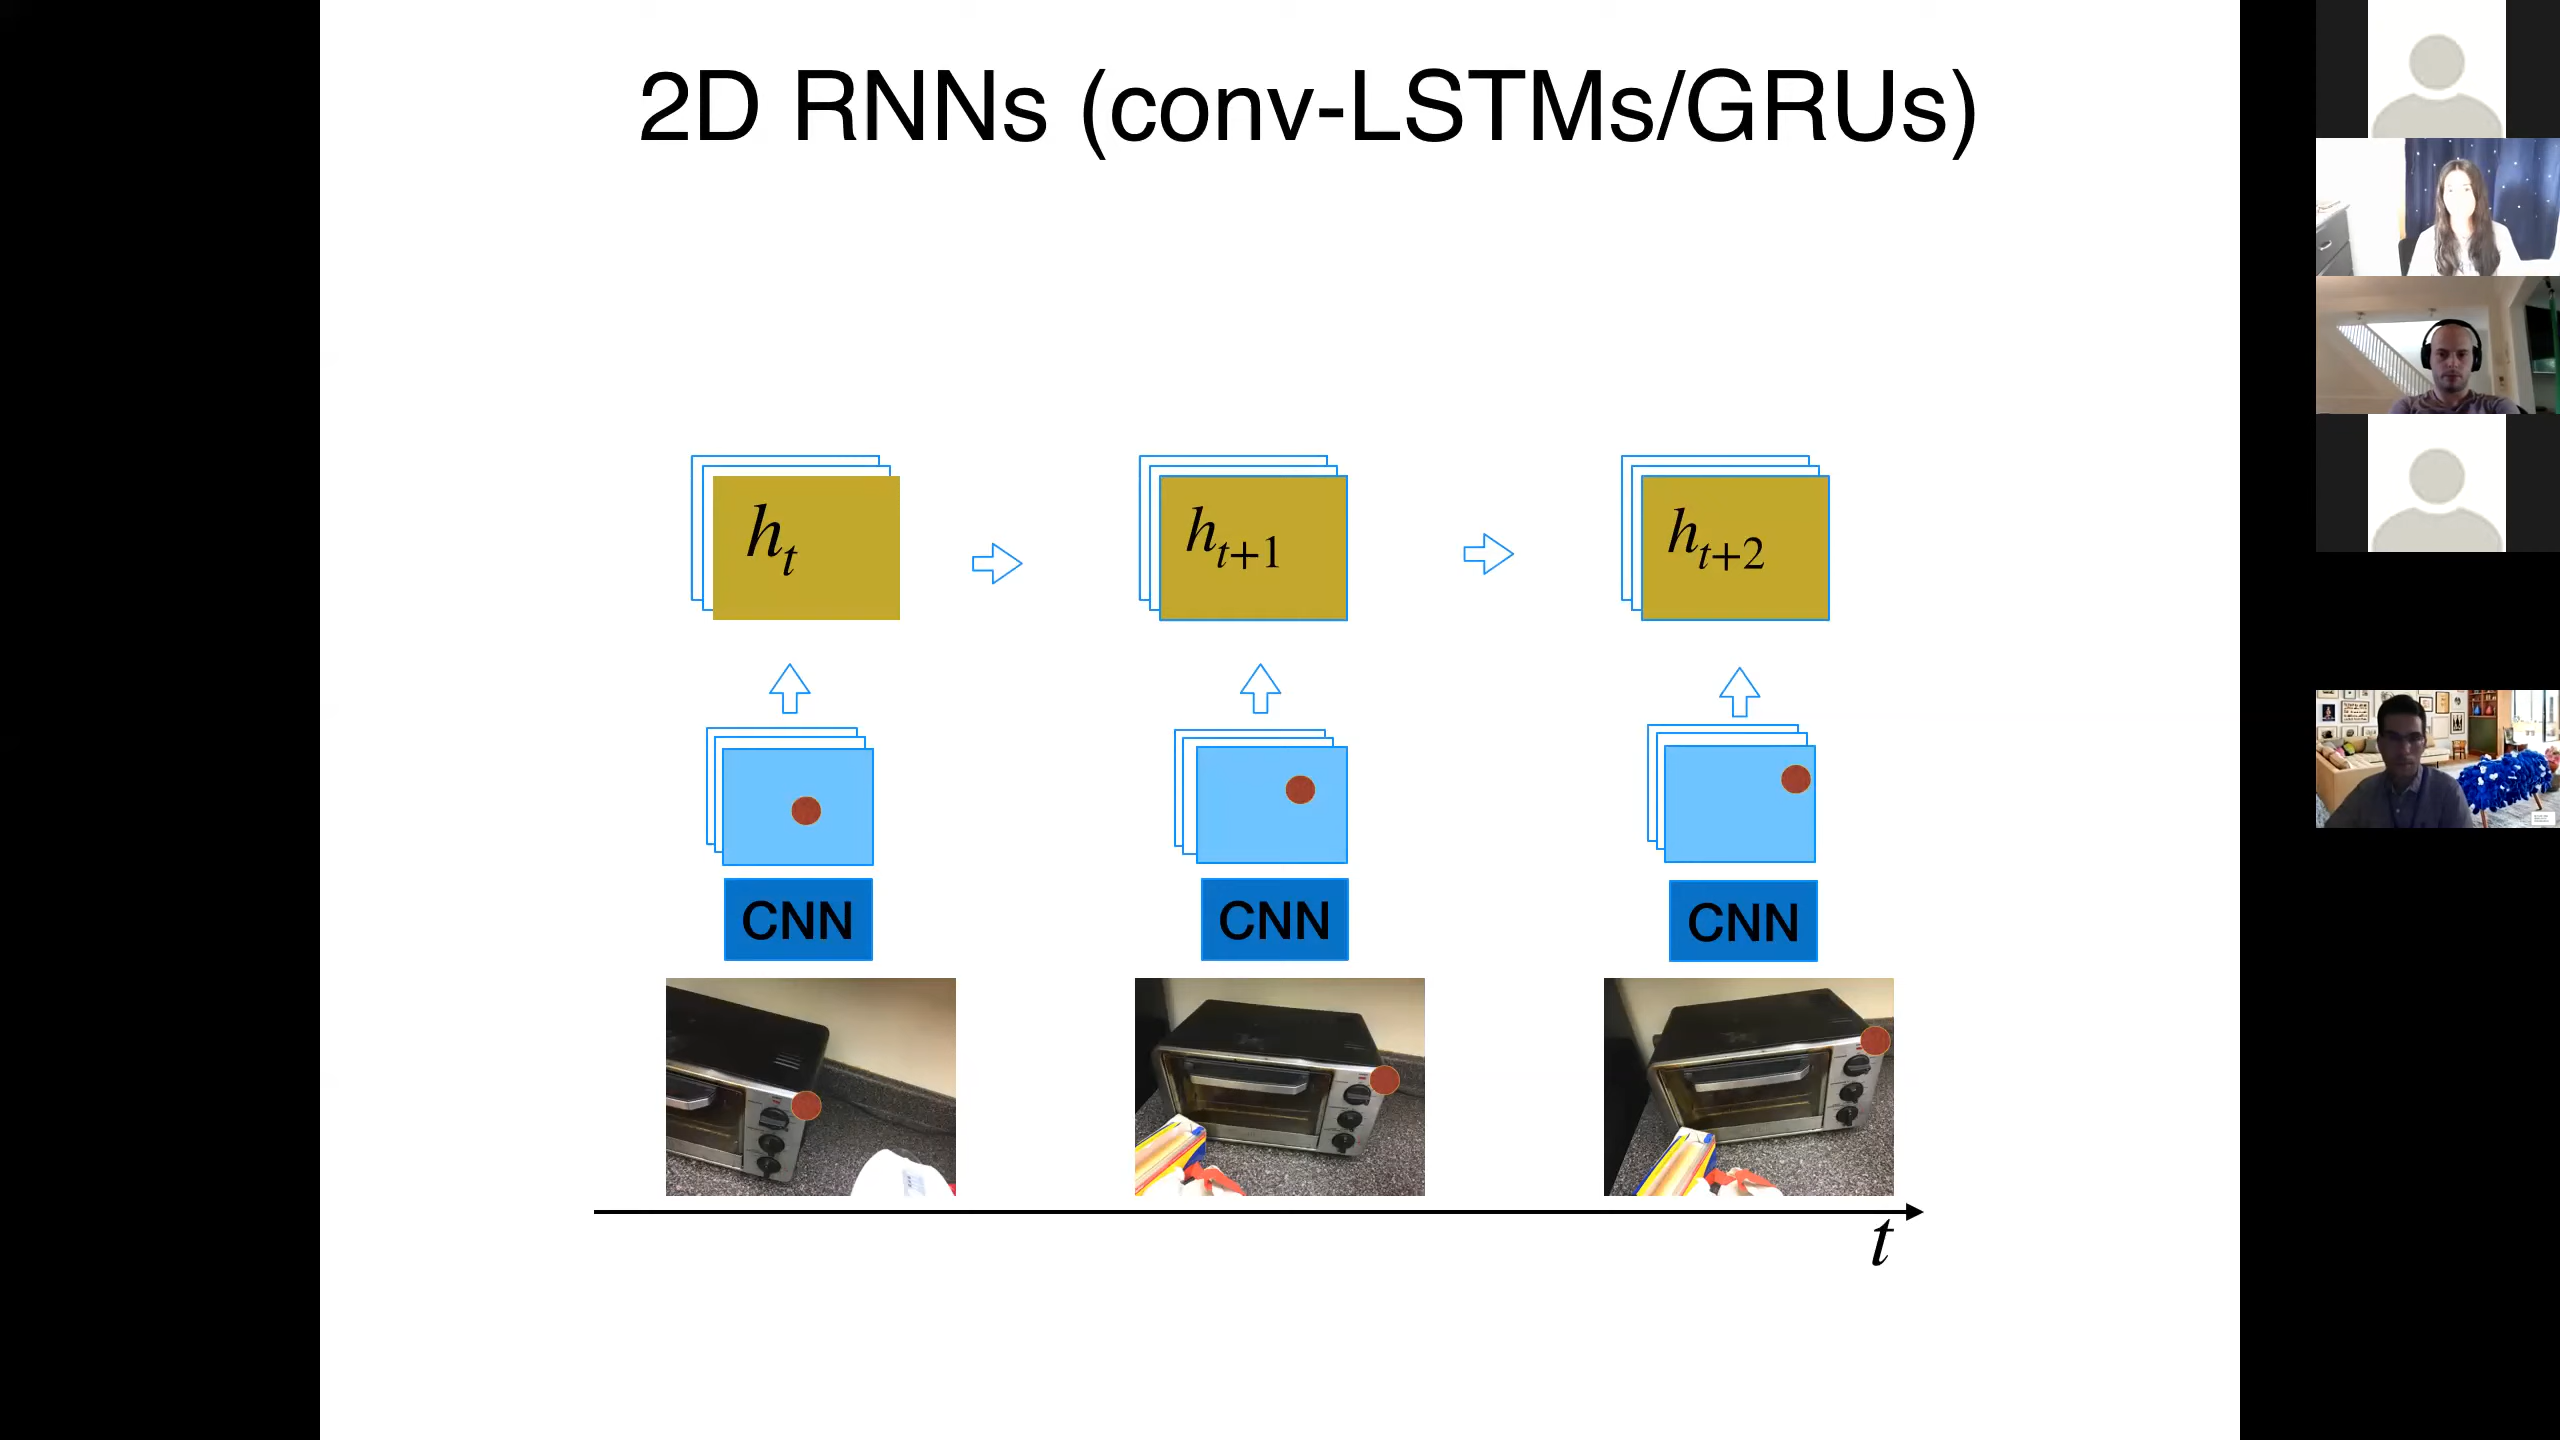 2D RNNs (conv-LSTMs/GRUs)
h_t
h_{t+1}
h_{t+2}
CNN
CNN
CNN
t